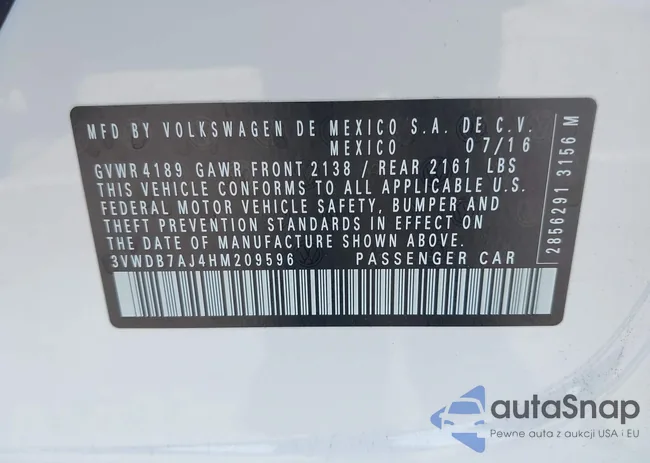 MFD BY VOLKSWAGEN DE MEXICO S.A. DE C.V.
MEXICO 07/16
GVWR 4189 GAWR FRONT 2138 / REAR 2161 LBS
THIS VEHICLE CONFORMS TO ALL APPLICABLE U.S.
FEDERAL MOTOR VEHICLE SAFETY, BUMPER AND
THEFT PREVENTION STANDARDS IN EFFECT ON
THE DATE OF MANUFACTURE SHOWN ABOVE.
3VWDB7AJ4HM209596 PASSENGER CAR
2856291 3156 M
autaSnap
Pewne auta z aukcji USA i EU